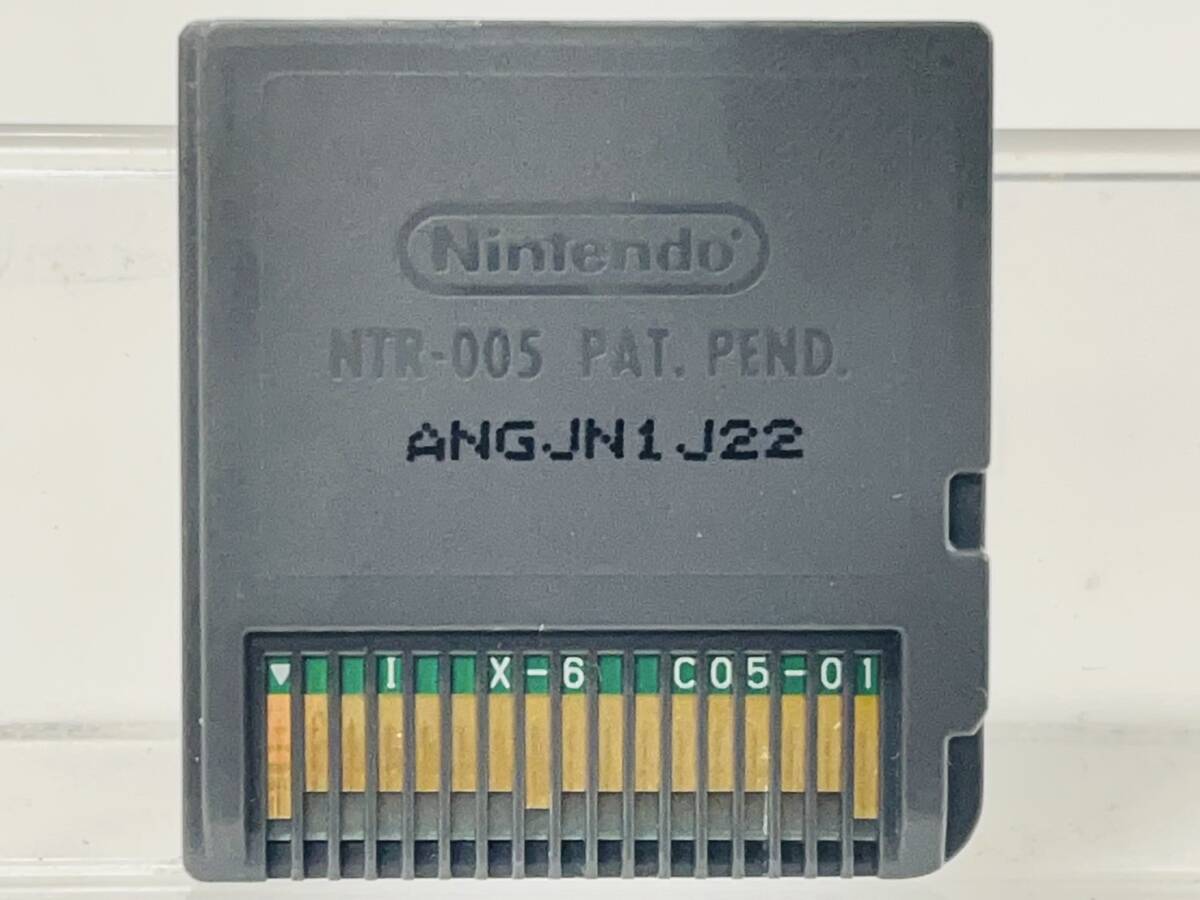 Nintendo
NTR-005 PAT. PEND.
ANGJN1J22
▼ I X-6 C05-01